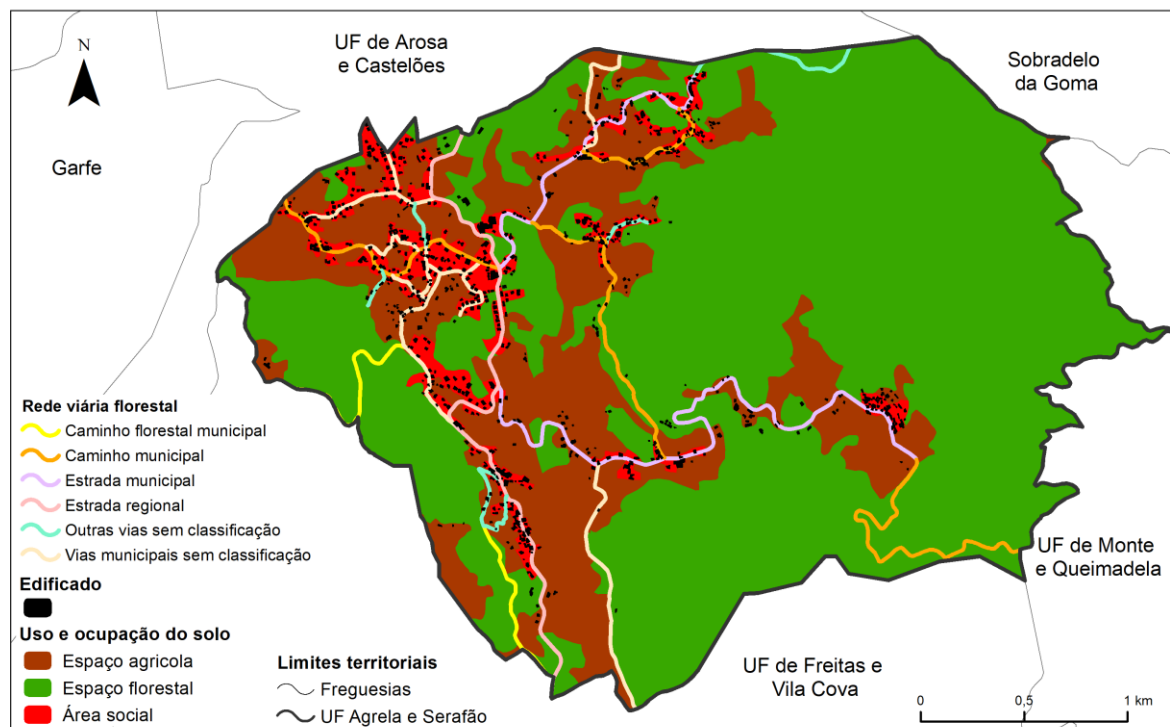 UF de Arosa
e Castelões
Sobradelo
da Goma
N
Garfe
Rede viária florestal
Caminho florestal municipal
Caminho municipal
Estrada municipal
Estrada regional
Outras vias sem classificação
Vias municipais sem classificação
Edificado
Uso e ocupação do solo
Espaço agricola
Espaço florestal
Área social
Limites territoriais
Freguesias
UF Agrela e Serafão
UF de Monte
e Queimadela
UF de Freitas e
Vila Cova
0 0,5 1 km